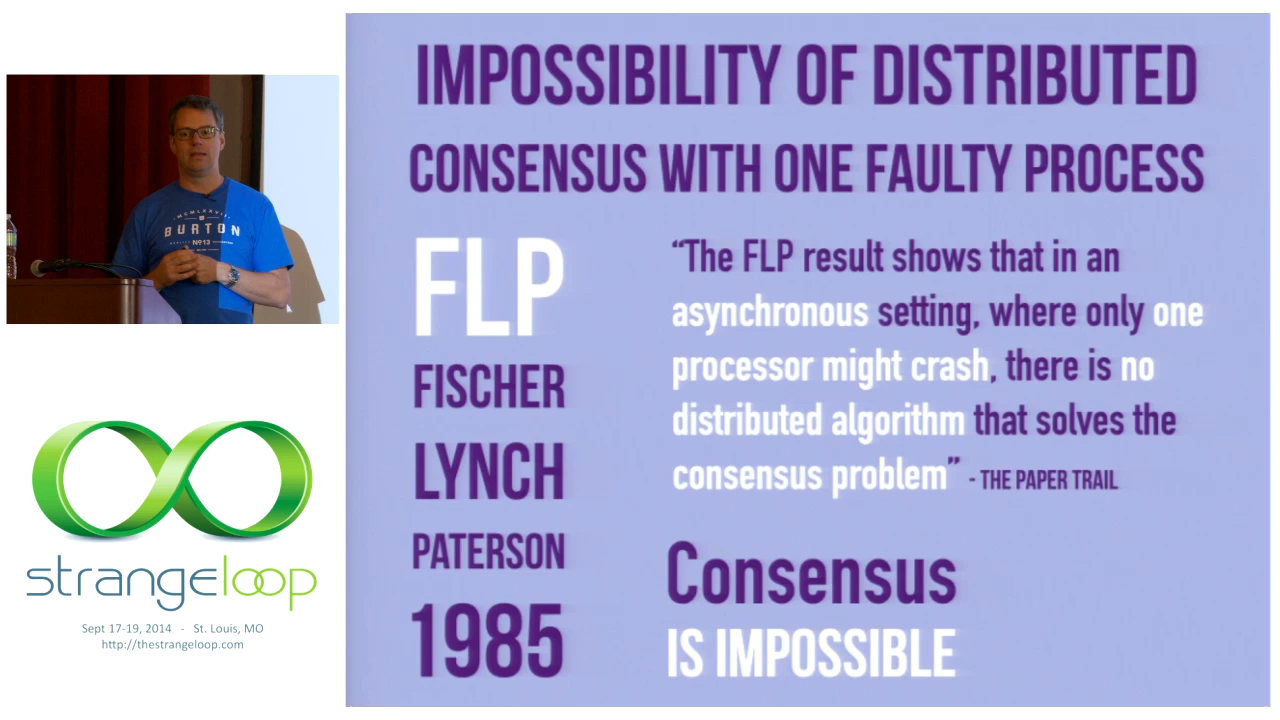 IMPOSSIBILITY OF DISTRIBUTED
CONSENSUS WITH ONE FAULTY PROCESS
FLP
FISCHER
LYNCH
PATERSON
1985
“The FLP result shows that in an
asynchronous setting, where only one
processor might crash, there is no
distributed algorithm that solves the
consensus problem” - THE PAPER TRAIL
Consensus
IS IMPOSSIBLE
MCMLXXVII
BURTON
Nº13
strangeloop
Sept 17-19, 2014 - St. Louis, MO
http://thestrangeloop.com